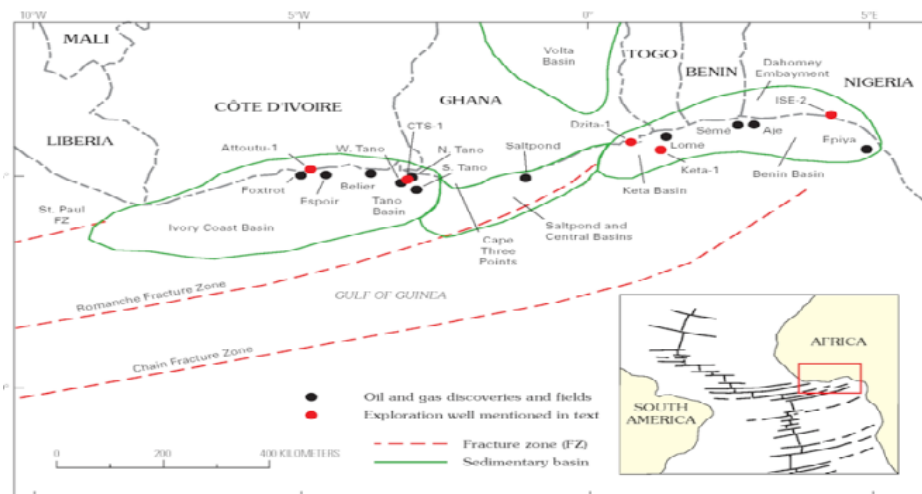 10°W
5°W
0°
5°E
MALI
Volta
Basin
TOGO
BENIN
Dahomey
Embayment
NIGERIA
CÔTE D'IVOIRE
GHANA
ISE-2
CTS-1
Dzita-1
LIBERIA
Attoutu-1
W. Tano
N. Tano
S. Tano
Saltpond
Sèmè
Aje
Lomé
Epiya
Foxtrot
Espoir
Belier
Tano
Basin
Keta Basin
Keta-1
Benin Basin
St. Paul
FZ
Ivory Coast Basin
Cape
Three
Points
Saltpond and
Central Basins
Romanche Fracture Zone
GULF OF GUINEA
Chain Fracture Zone
AFRICA
SOUTH
AMERICA
Oil and gas discoveries and fields
Exploration well mentioned in text
Fracture zone (FZ)
Sedimentary basin
0
200
400 KILOMETERS